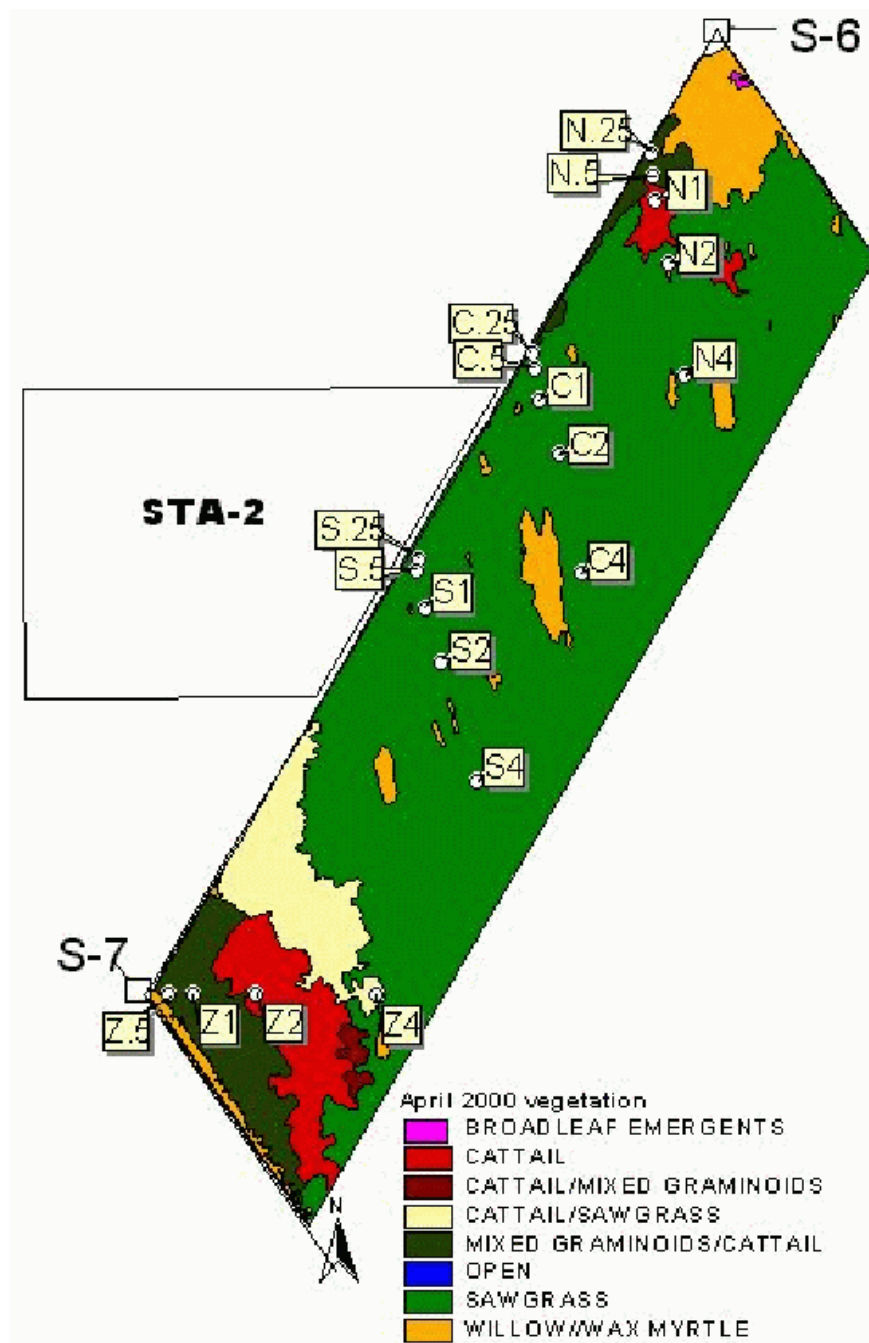 S-6
N.25
N.5
N1
N2
C.25
C.5
N4
C1
C2
STA-2
S.25
S.5
C4
S1
S2
S4
S-7
Z.5
Z1
Z2
Z4
April 2000 vegetation
BROADLEAF EMERGENTS
CATTAIL
CATTAIL/MIXED GRAMINOIDS
CATTAIL/SAWGRASS
N
MIXED GRAMINOIDS/CATTAIL
OPEN
SAWGRASS
WILLOW//WAX MYRTLE